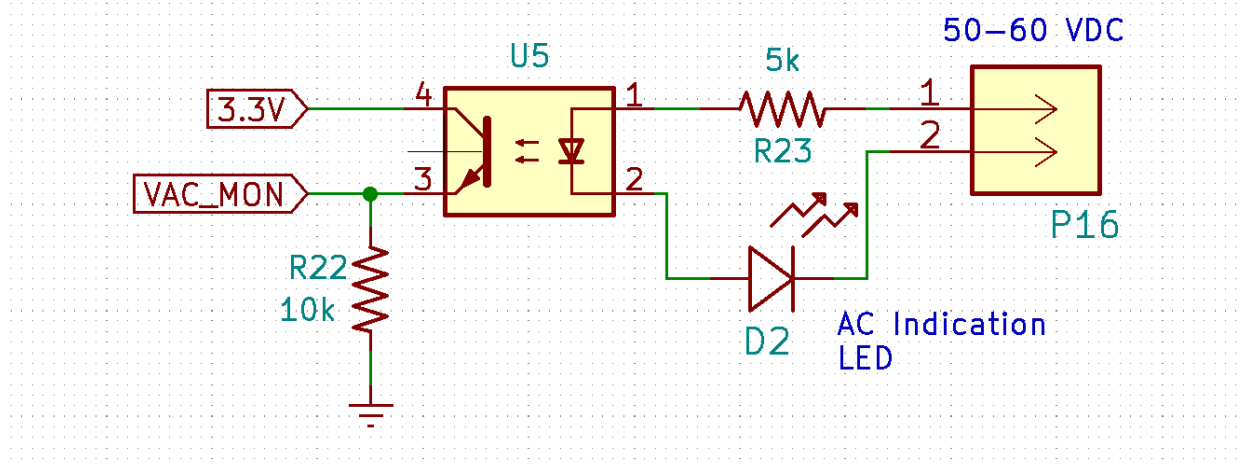 50-60 VDC
U5
5k
3.3V
4
1
1
R23
2
VAC_MON
3
2
P16
R22
10k
D2
AC Indication
LED